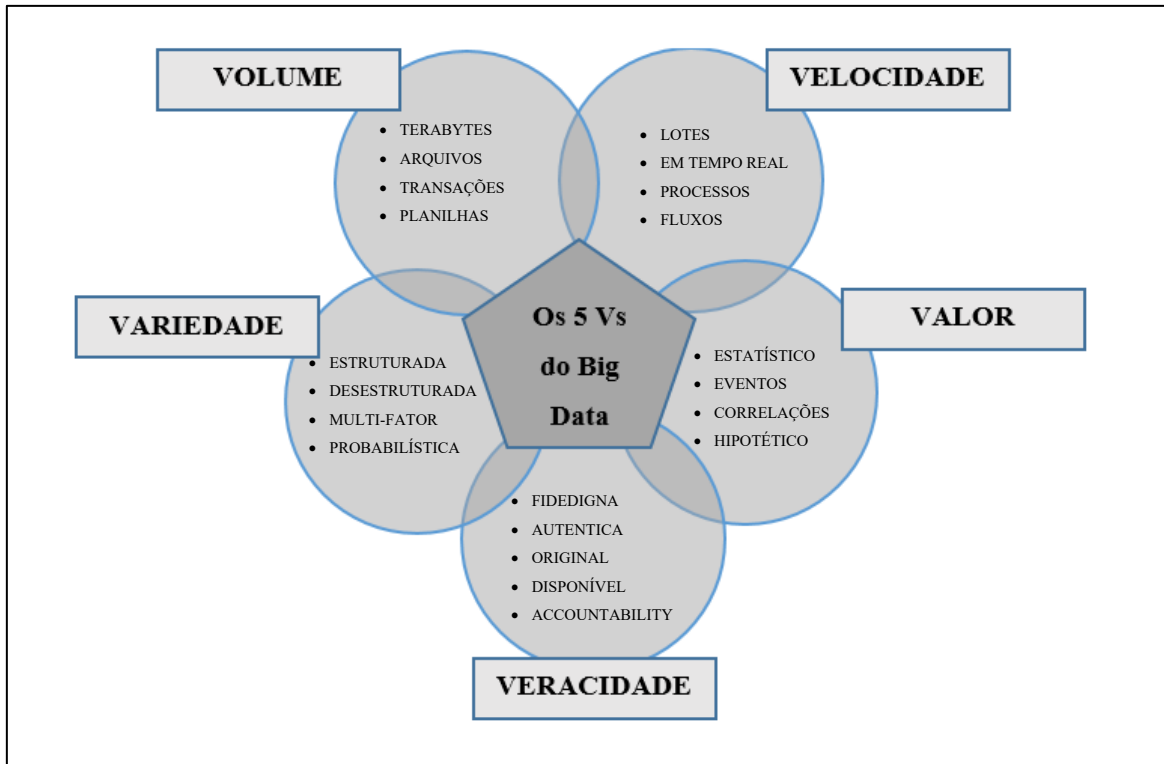 VOLUME
• TERABYTES
• ARQUIVOS
• TRANSAÇÕES
• PLANILHAS
VELOCIDADE
• LOTES
• EM TEMPO REAL
• PROCESSOS
• FLUXOS
VARIEDADE
• ESTRUTURADA
• DESESTRUTURADA
• MULTI-FATOR
• PROBABILÍSTICA
Os 5 Vs
do Big
Data
VALOR
• ESTATÍSTICO
• EVENTOS
• CORRELAÇÕES
• HIPOTÉTICO
• FIDEDIGNA
• AUTENTICA
• ORIGINAL
• DISPONÍVEL
• ACCOUNTABILITY
VERACIDADE